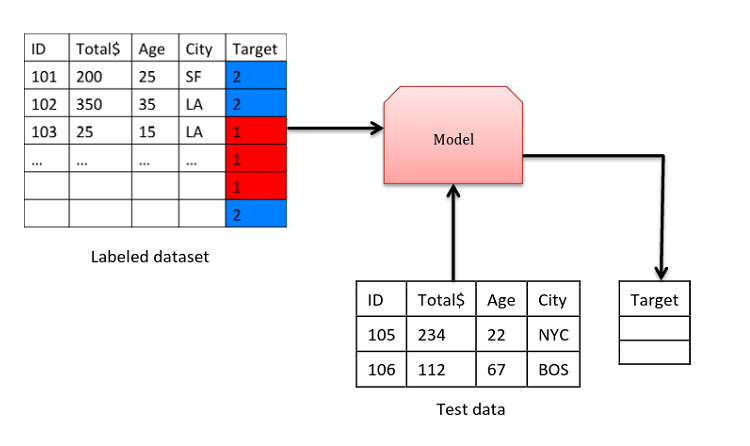 ID Total$ Age City Target
101 200 25 SF 2
102 350 35 LA 2
103 25 15 LA 1
... ... ... ... 1
1
2
Labeled dataset
Model
ID Total$ Age City
105 234 22 NYC
106 112 67 BOS
Test data
Target